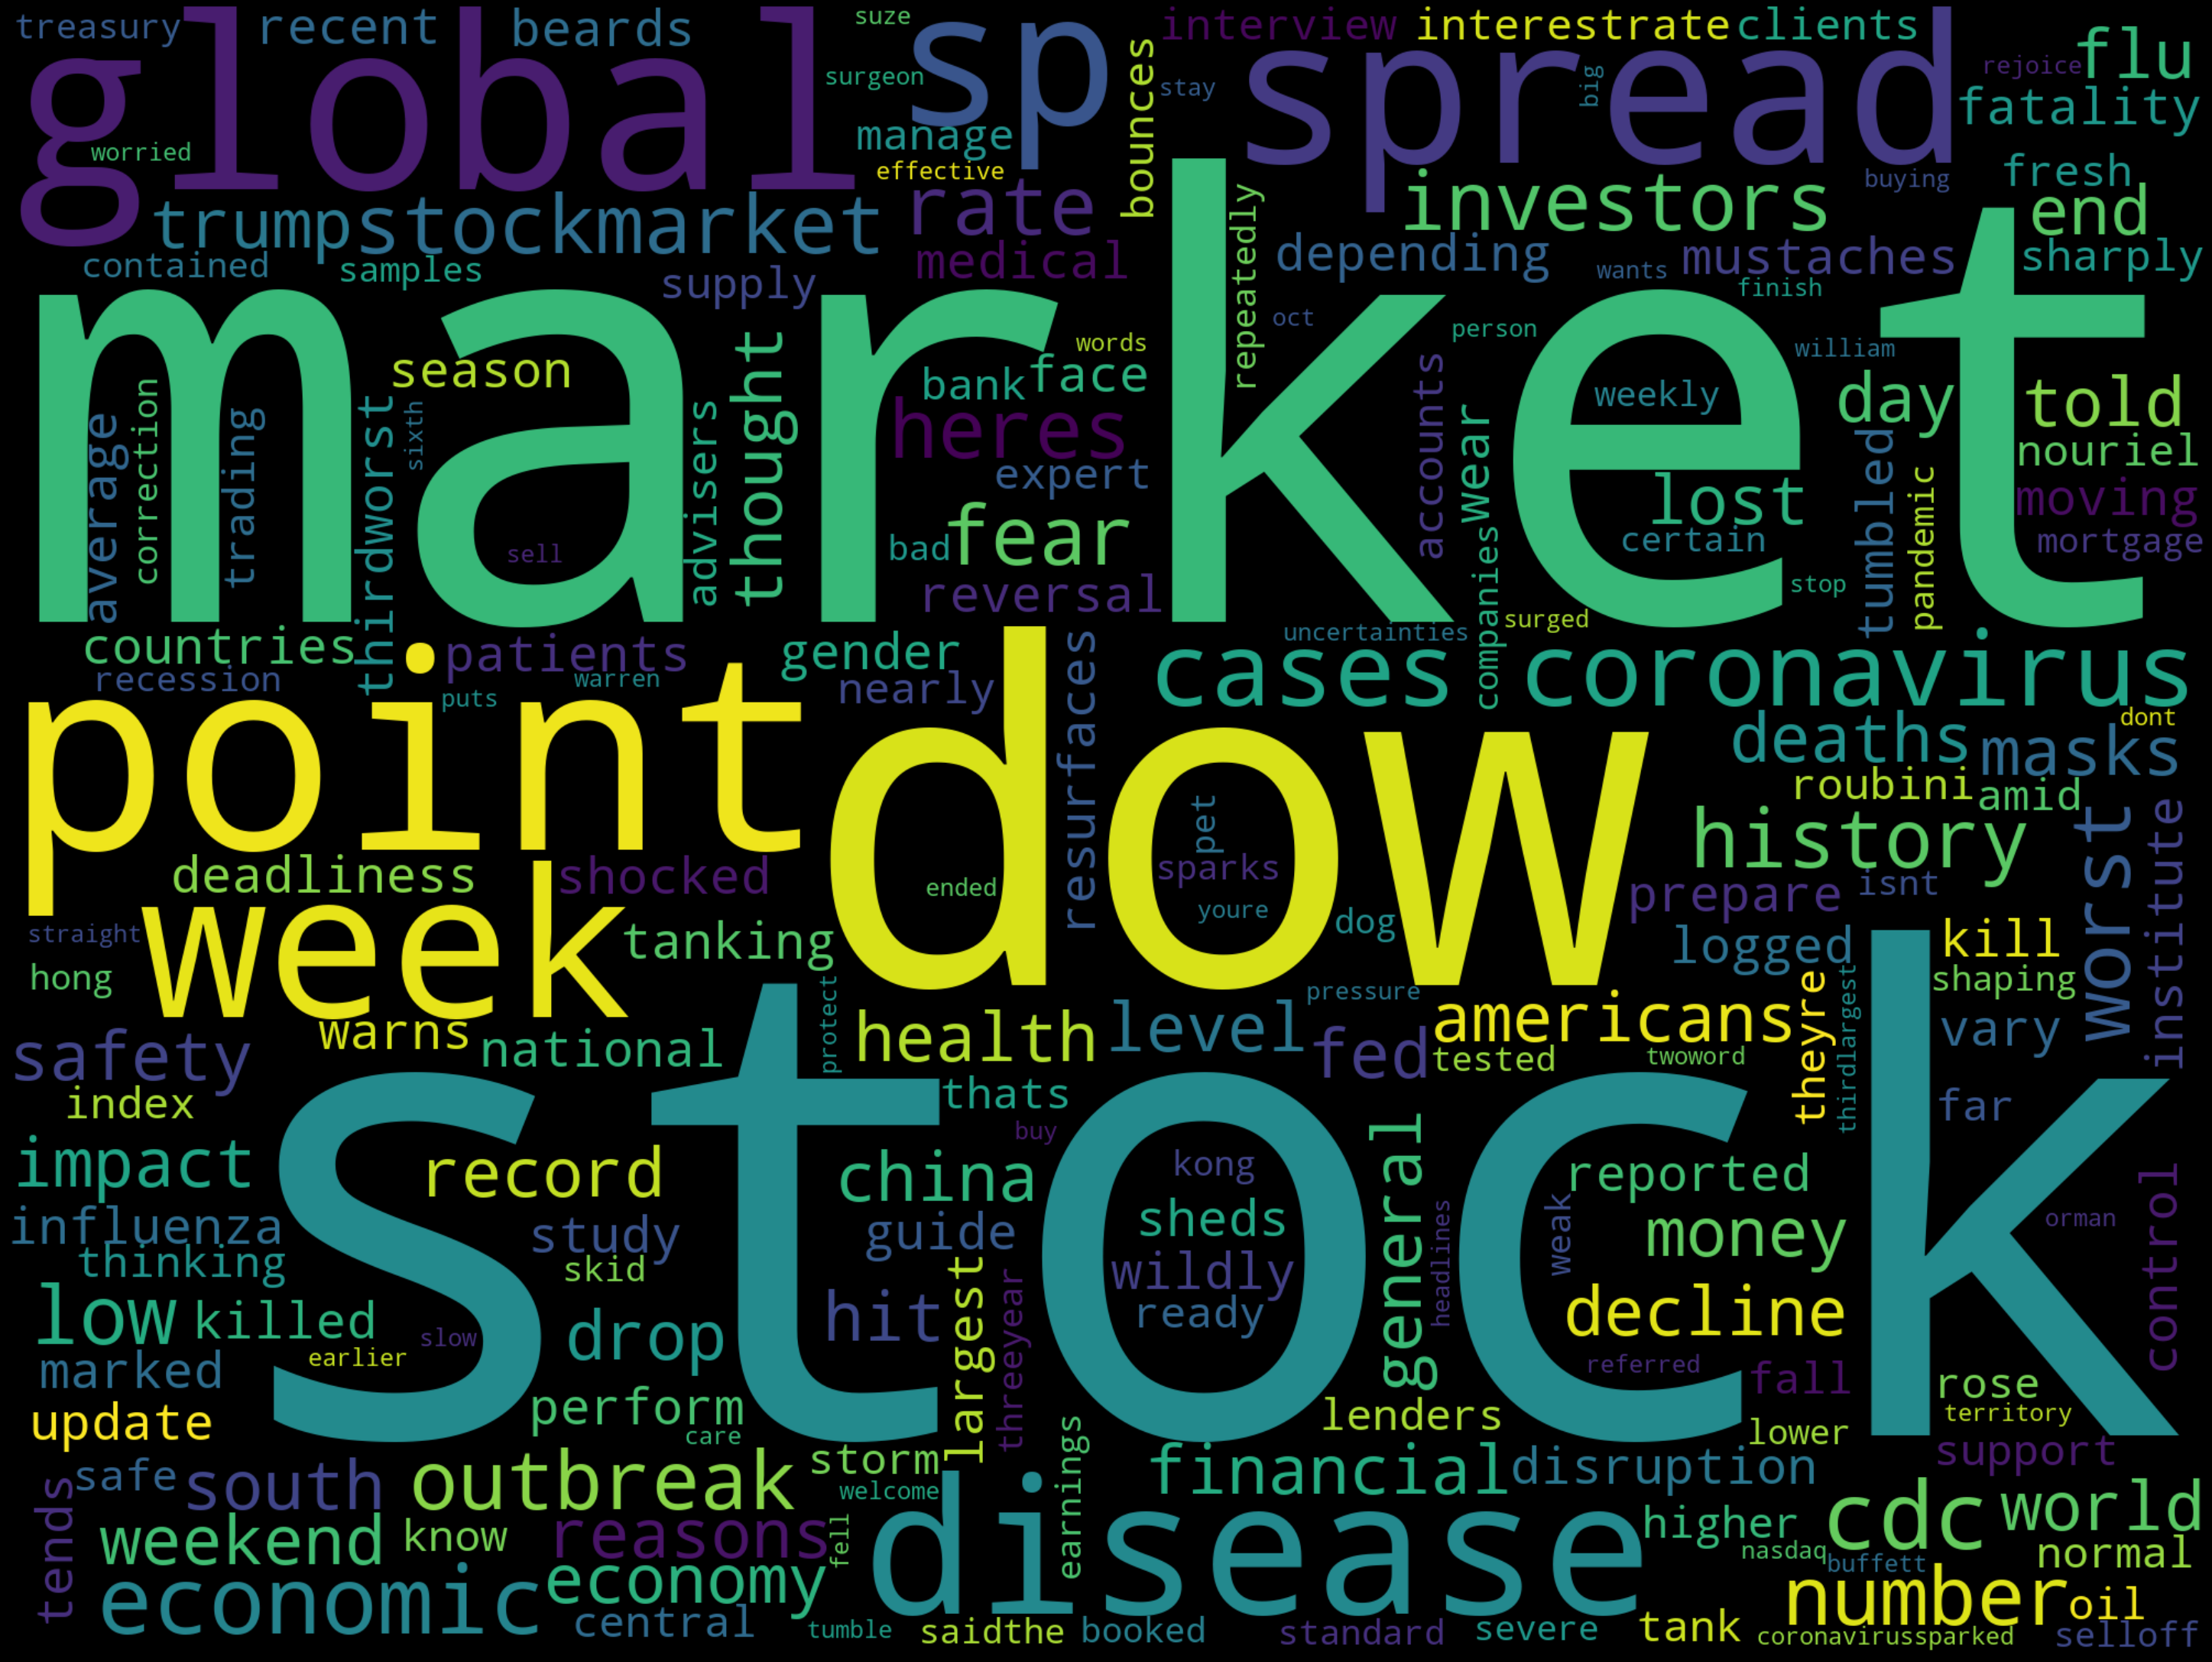 treasury recent beards suze interview interestrate clients
global sp spread big rejoice flu
surgeon stay fatality
worried manage bounces
effective buying fresh
trump stockmarket rate repeatedly investors end
contained samples supply medical depending wants mustaches sharply
finish
market
oct person william
season thought words
bank face weekly day told
average correction trading thirdworst sixth advisers heres accounts wear tumbled nouriel
expert lost pandemic moving
sell bad fear companies certain mortgage
reversal stop
surged
countries patients gender resurfaces uncertainties cases coronavirus
recession puts warren nearly
point dow deaths masks dont
roubini amid
pet history worst institute
deadliness shocked ended sparks prepare isnt
week youre dog
straight tanking logged kill
hong protect pressure theyre thirdlargest shaping
warns national health level fed americans vary
safety tested twoword
index thats far
stock
buy general
impact record china kong reported control
influenza study guide sheds headlines weak money orman
thinking skid largest wildly
low killed drop hit threeyear ready decline
slow
marked earlier referred fall rose
update perform care lenders lower territory
earnings
tends safe south outbreak storm financial disruption support
welcome
weekend know reasons fell disease higher cdc world
nasdaq normal
economic economy buffett
number oil
central tumble saidthe booked standard severe tank coronavirussparked selloff